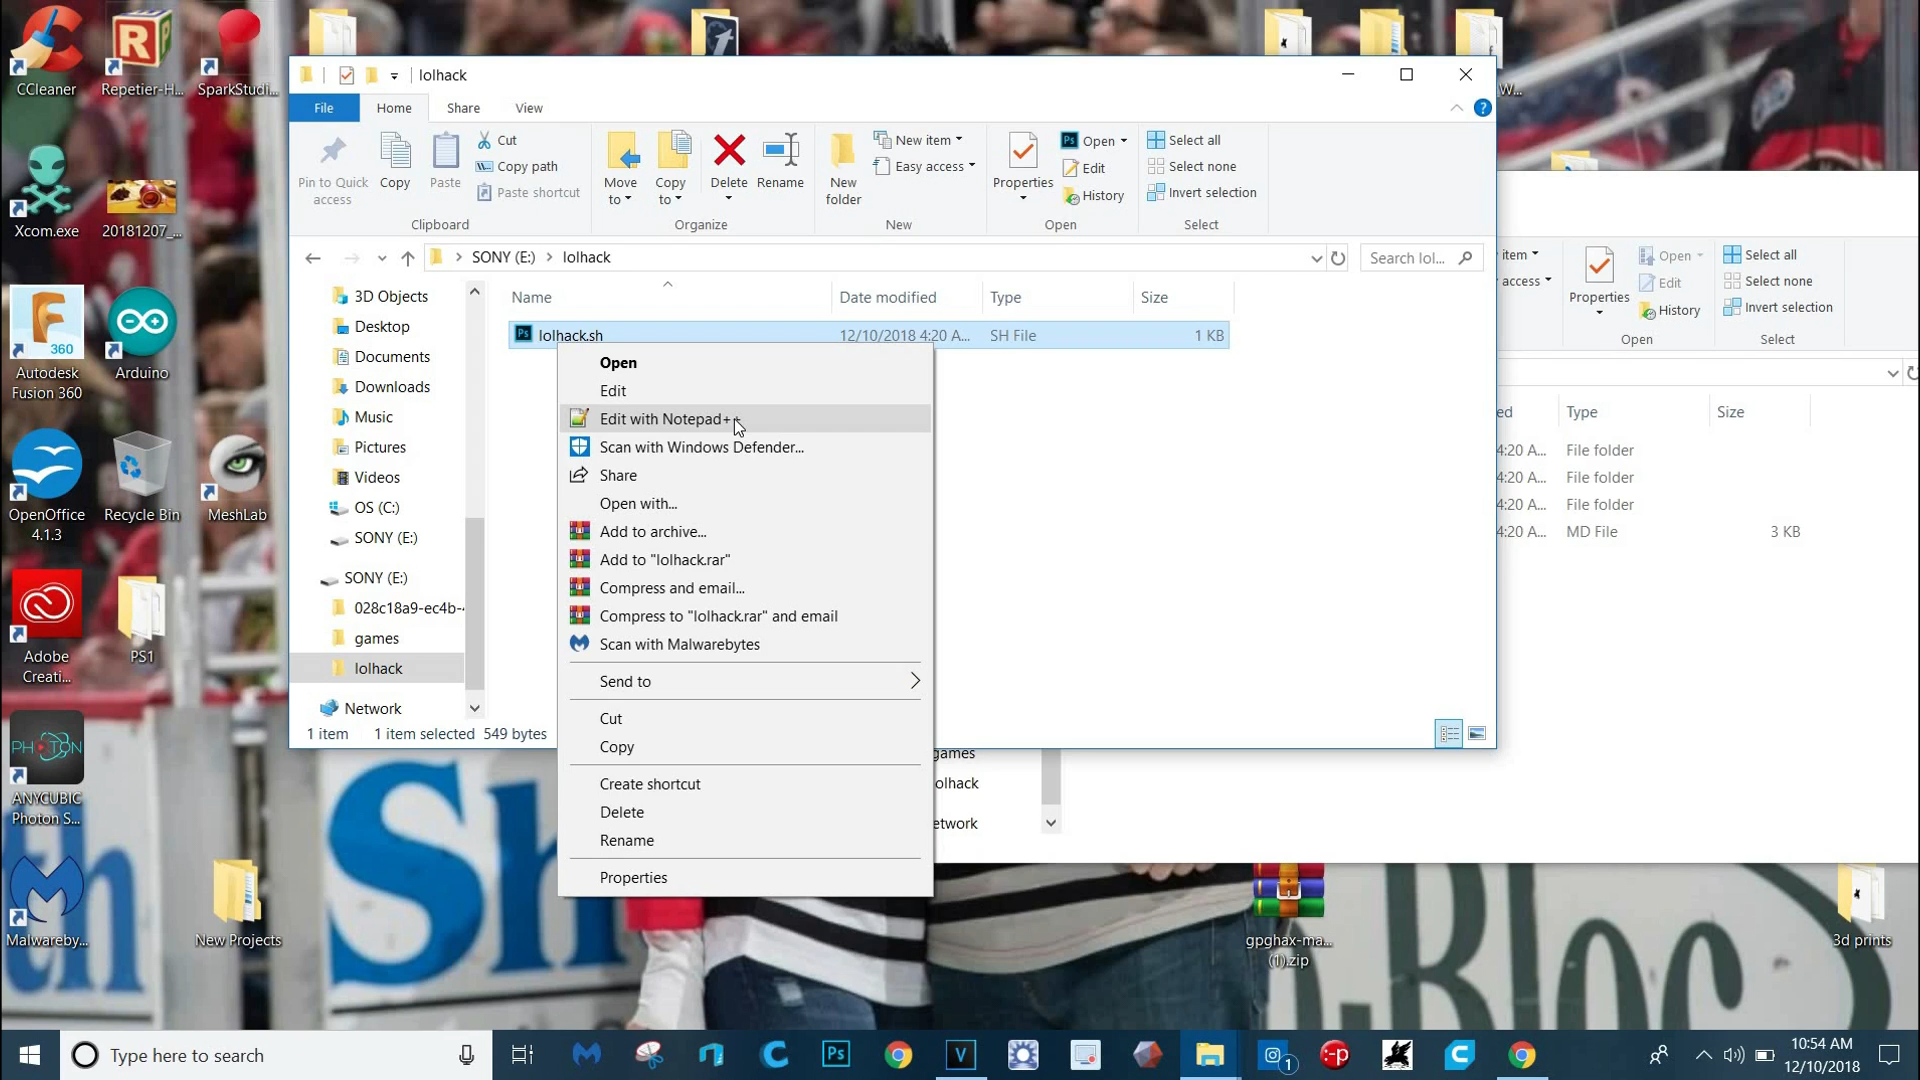 CCleaner
Repetier-H...
SparkStudi...
Xcom.exe
20181207_...
Autodesk
Fusion 360
360
Arduino
OpenOffice
4.1.3
Recycle Bin
MeshLab
Adobe
Creati...
PS1
PHOTON
ANYCUBIC
Photon S...
Malwareby...
New Projects
lolhack
File
Home
Share
View
Pin to Quick
access
Copy
Paste
Cut
Copy path
Paste shortcut
Clipboard
Move
to
Copy
to
Delete
Rename
Organize
New
folder
New item
Easy access
New
Properties
Open
Edit
History
Open
Select all
Select none
Invert selection
Select
SONY (E:)
lolhack
Search lol...
Name
Date modified
Type
Size
lolhack.sh
12/10/2018 4:20 A...
SH File
1 KB
3D Objects
Desktop
Documents
Downloads
Music
Pictures
Videos
OS (C:)
SONY (E:)
SONY (E:)
028c18a9-ec4b-
games
lolhack
Network
1 item
1 item selected
549 bytes
Open
Edit
Edit with Notepad++
Scan with Windows Defender...
Share
Open with...
Add to archive...
Add to "lolhack.rar"
Compress and email...
Compress to "lolhack.rar" and email
Scan with Malwarebytes
Send to
Cut
Copy
Create shortcut
Delete
Rename
Properties
W...
item
access
Properties
Open
Edit
History
Open
Select all
Select none
Invert selection
Select
ed
Type
Size
4:20 A...
File folder
4:20 A...
File folder
4:20 A...
File folder
4:20 A...
MD File
3 KB
games
olhack
etwork
gpghax-ma...
(1).zip
3d prints
th
Sh
Bloc
Type here to search
Ps
V
1
:-p
10:54 AM
12/10/2018